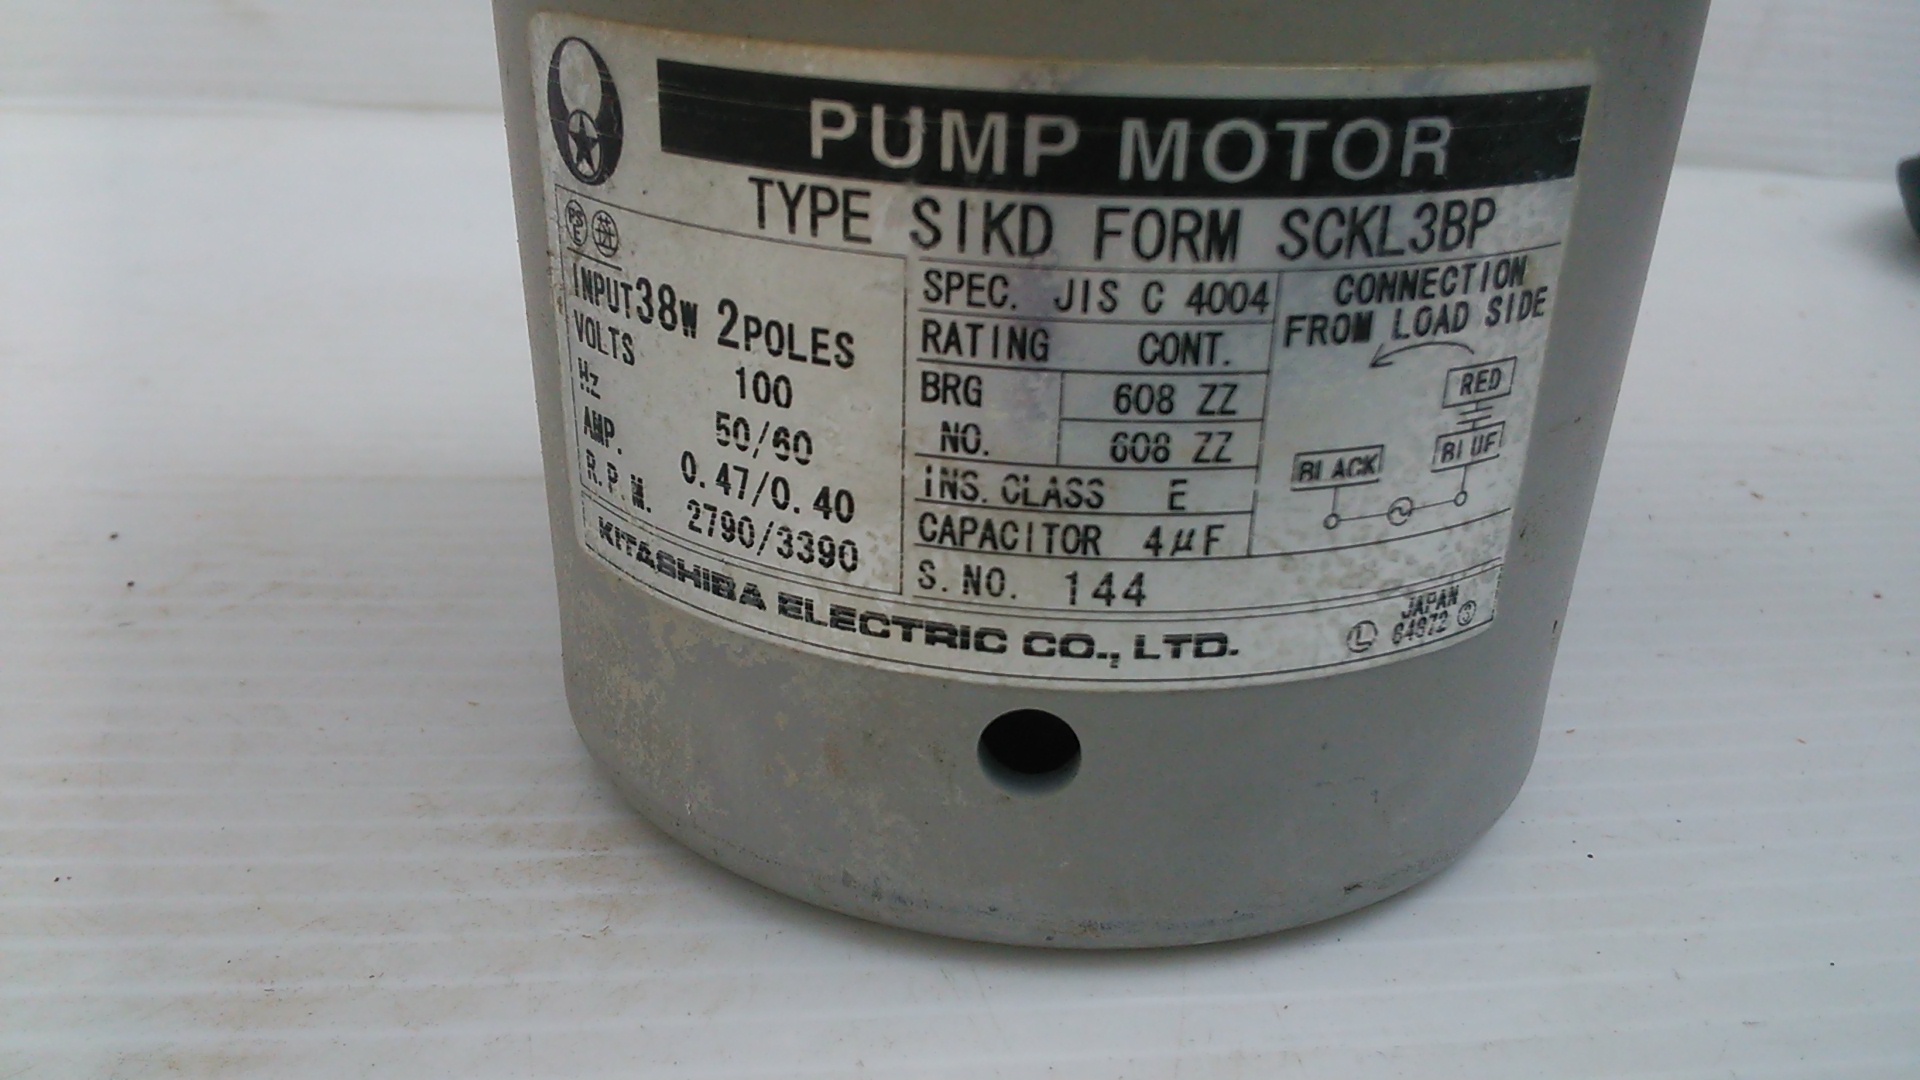 PUMP MOTOR
TYPE SIKD FORM SCKL3BP
PS E
INPUT 38W 2POLES
VOLTS 100
Hz 50/60
AMP. 0.47/0.40
R.P.M. 2790/3390
SPEC. JIS C 4004
RATING CONT.
BRG 608 ZZ
NO. 608 ZZ
INS. CLASS E
CAPACITOR 4μF
S.NO. 144
CONNECTION
FROM LOAD SIDE
RED
BLUE
BLACK
KITASHIBA ELECTRIC CO., LTD.
L JAPAN